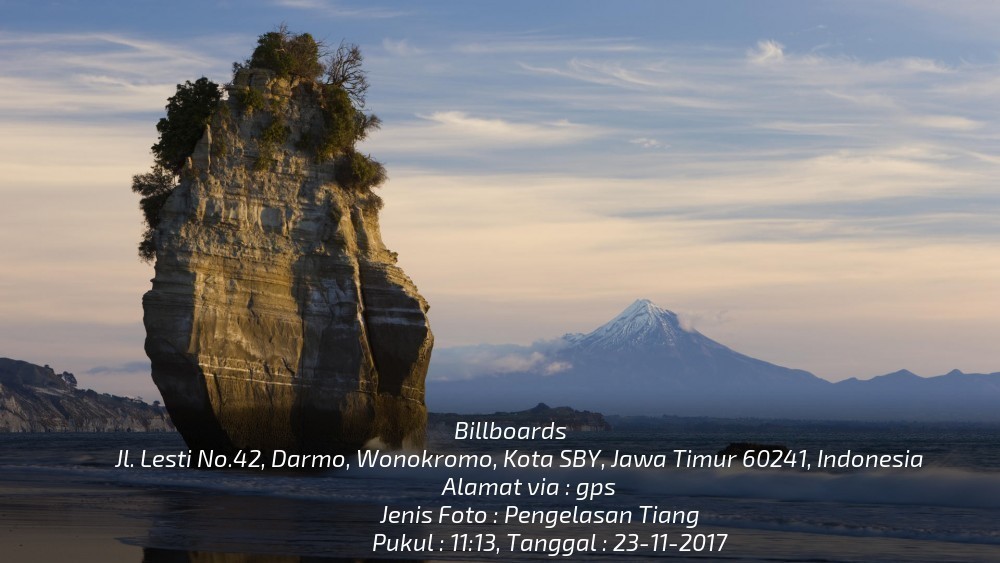 Billboards
Jl. Lesti No.42, Darmo, Wonokromo, Kota SBY, Jawa Timur 60241, Indonesia
Alamat via : gps
Jenis Foto : Pengelasan Tiang
Pukul : 11:13, Tanggal : 23-11-2017